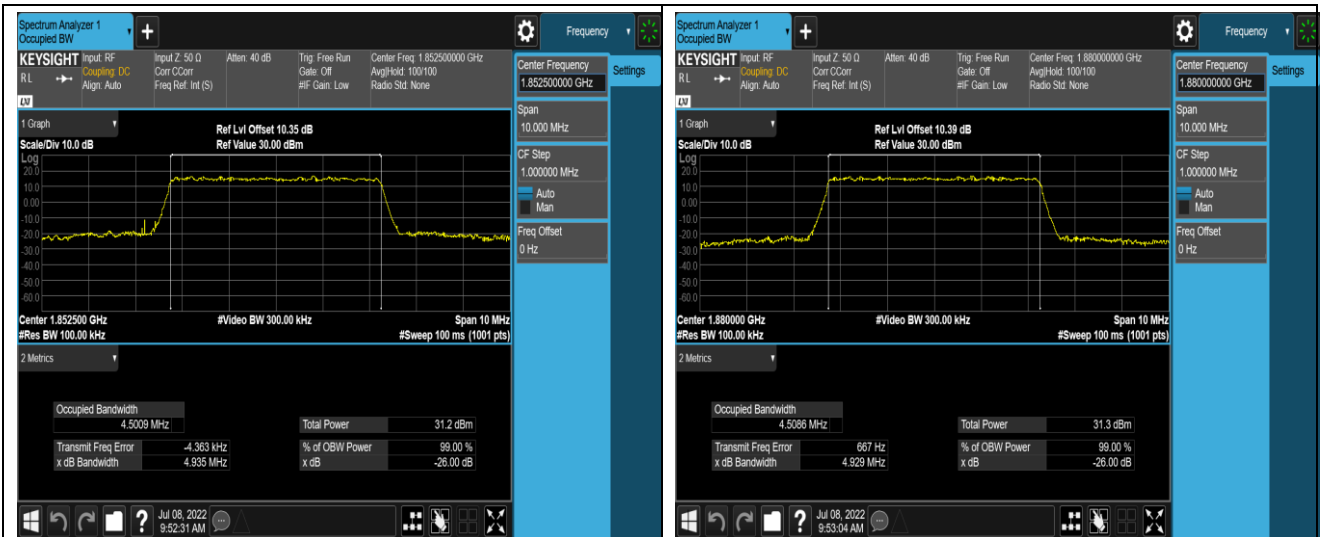 Spectrum Analyzer 1
Occupied BW
Frequency
KEYSIGHT Input: RF Input Z: 50 Ω Atten: 40 dB Trig: Free Run Center Freq: 1.852500000 GHz
Coupling: DC Corr CCorr Gate: Off Avg|Hold: 100/100
RL Align: Auto Freq Ref: Int (S) #IF Gain: Low Radio Std: None
LXI
Center Frequency
1.852500000 GHz
Settings
Span
10.000 MHz
CF Step
1.000000 MHz
Auto
Man
Freq Offset
0 Hz
1 Graph
Ref Lvl Offset 10.35 dB
Scale/Div 10.0 dB Ref Value 30.00 dBm
Log
20.0
10.0
0.00
-10.0
-20.0
-30.0
-40.0
-50.0
-60.0
Center 1.852500 GHz #Video BW 300.00 kHz Span 10 MHz
#Res BW 100.00 kHz #Sweep 100 ms (1001 pts)
2 Metrics
Occupied Bandwidth
4.5009 MHz Total Power 31.2 dBm
Transmit Freq Error -4.363 kHz % of OBW Power 99.00 %
x dB Bandwidth 4.935 MHz x dB -26.00 dB
? Jul 08, 2022
9:52:31 AM
Spectrum Analyzer 1
Occupied BW
Frequency
KEYSIGHT Input: RF Input Z: 50 Ω Atten: 40 dB Trig: Free Run Center Freq: 1.880000000 GHz
Coupling: DC Corr CCorr Gate: Off Avg|Hold: 100/100
RL Align: Auto Freq Ref: Int (S) #IF Gain: Low Radio Std: None
LXI
Center Frequency
1.880000000 GHz
Settings
Span
10.000 MHz
CF Step
1.000000 MHz
Auto
Man
Freq Offset
0 Hz
1 Graph
Ref Lvl Offset 10.39 dB
Scale/Div 10.0 dB Ref Value 30.00 dBm
Log
20.0
10.0
0.00
-10.0
-20.0
-30.0
-40.0
-50.0
-60.0
Center 1.880000 GHz #Video BW 300.00 kHz Span 10 MHz
#Res BW 100.00 kHz #Sweep 100 ms (1001 pts)
2 Metrics
Occupied Bandwidth
4.5086 MHz Total Power 31.3 dBm
Transmit Freq Error 667 Hz % of OBW Power 99.00 %
x dB Bandwidth 4.929 MHz x dB -26.00 dB
? Jul 08, 2022
9:53:04 AM